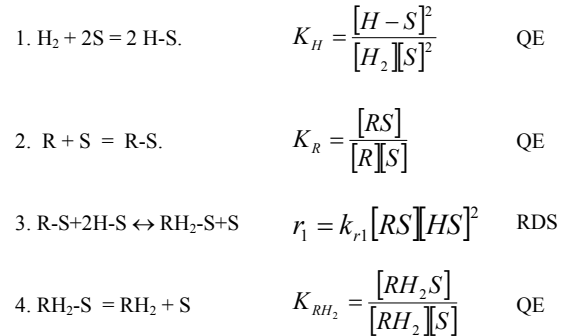 1. H₂ + 2S = 2 H-S. K_H = [H – S]² / [H₂][S]² QE
2. R + S = R-S. K_R = [RS] / [R][S] QE
3. R-S+2H-S ↔ RH₂-S+S r₁ = k_r1[RS][HS]² RDS
4. RH₂-S = RH₂ + S K_RH₂ = [RH₂S] / [RH₂][S] QE